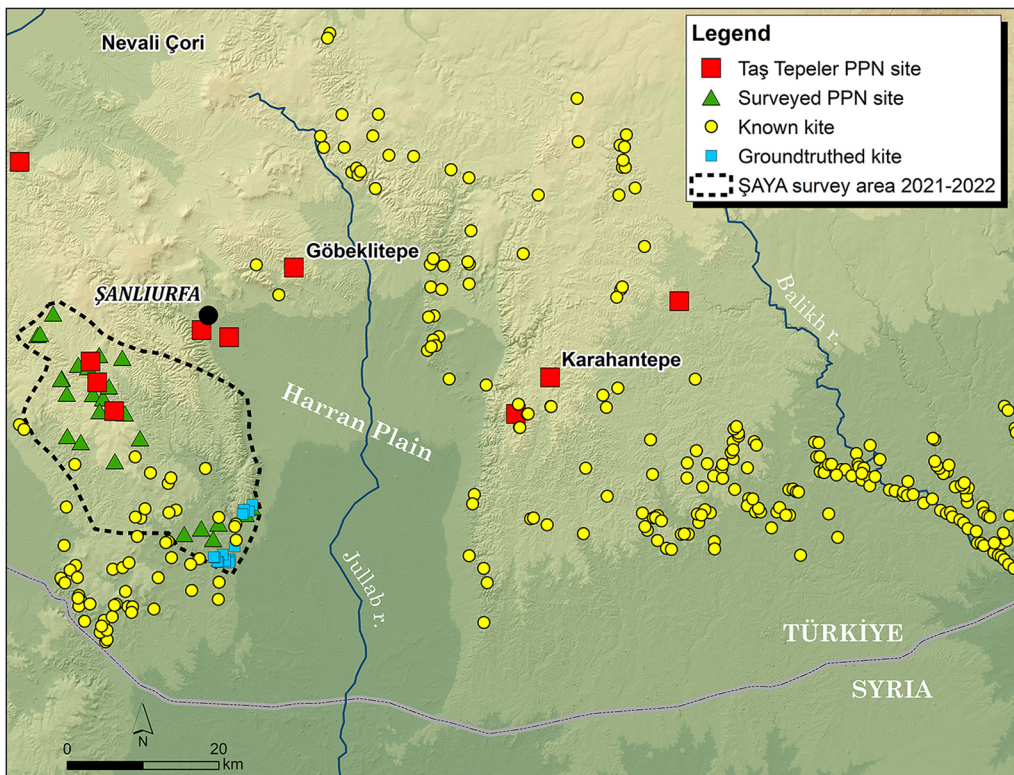 Nevali Çori
Legend
Taş Tepeler PPN site
Surveyed PPN site
Known kite
Groundtruthed kite
ŞAYA survey area 2021-2022
Göbeklitepe
ŞANLIURFA
Balikh r.
Karahantepe
Harran Plain
Jullab r.
TÜRKİYE
SYRIA
N
0 20
km